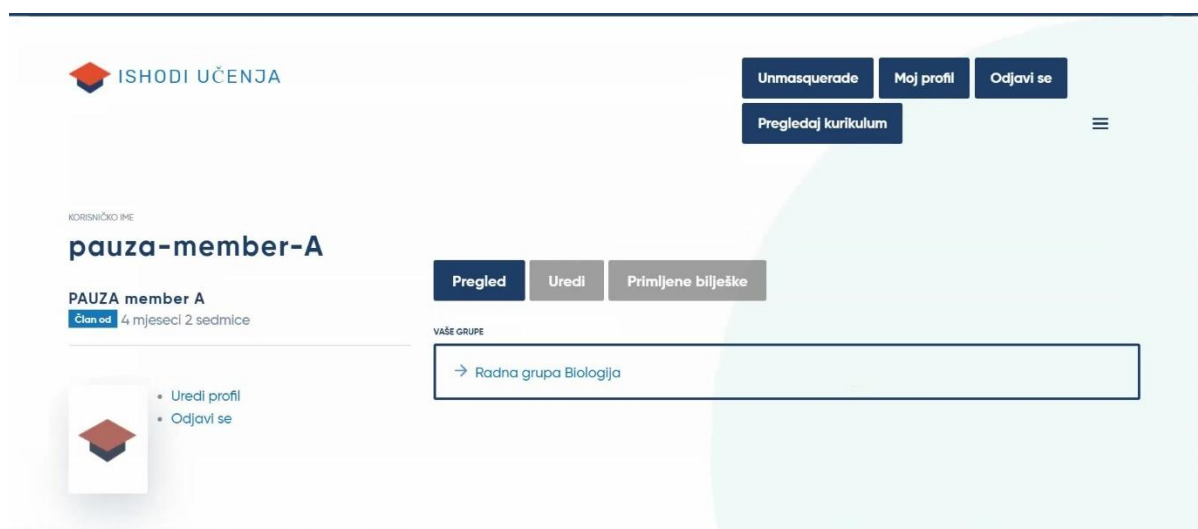 ISHODI UČENJA
Unmasquerade Moj profil Odjavi se
Pregledaj kurikulum
KORISNIČKO IME
pauza-member-A
PAUZA member A
Član od 4 mjeseci 2 sedmice
Uredi profil
Odjavi se
Pregled Uredi Primljene bilješke
VAŠE GRUPE
→ Radna grupa Biologija